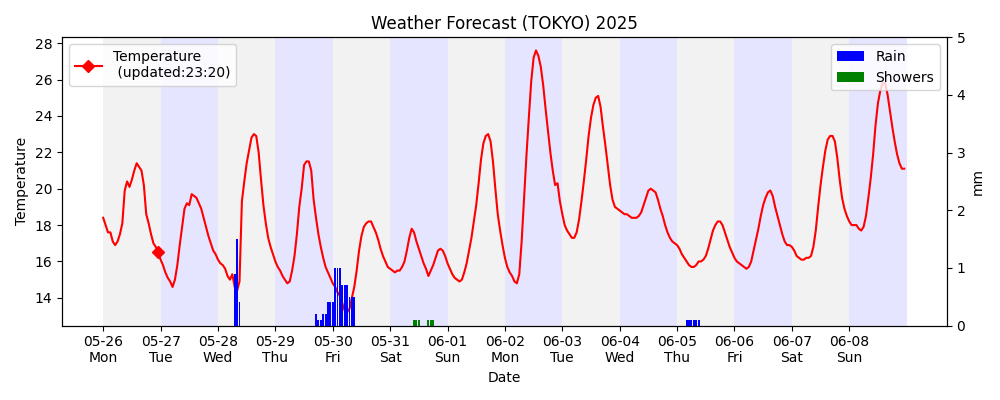 Weather Forecast (TOKYO) 2025
Temperature
(updated:23:20)
Rain
Showers
28
26
24
22
20
18
16
14
Temperature
5
4
3
2
1
0
mm
05-26 05-27 05-28 05-29 05-30 05-31 06-01 06-02 06-03 06-04 06-05 06-06 06-07 06-08
Mon Tue Wed Thu Fri Sat Sun Mon Tue Wed Thu Fri Sat Sun
Date